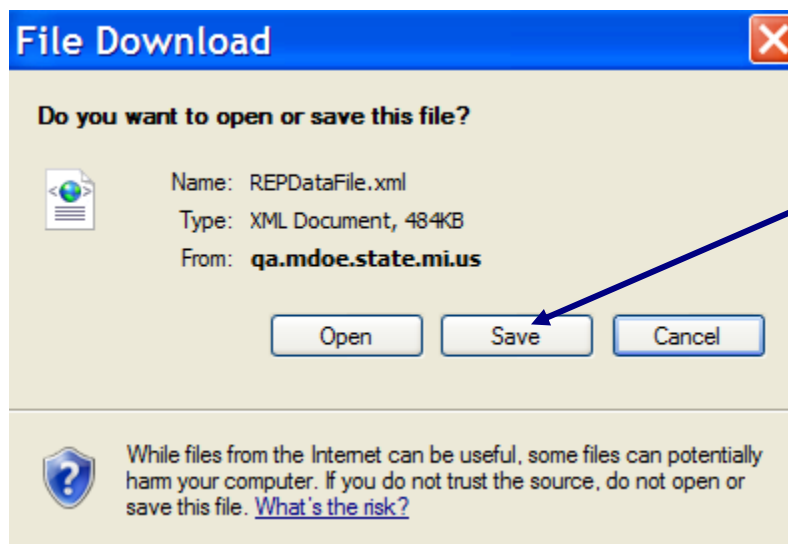 File Download
Do you want to open or save this file?
Name: REPDataFile.xml
Type: XML Document, 484KB
From: qa.mdoe.state.mi.us
Open Save Cancel
While files from the Internet can be useful, some files can potentially
harm your computer. If you do not trust the source, do not open or
save this file. What's the risk?